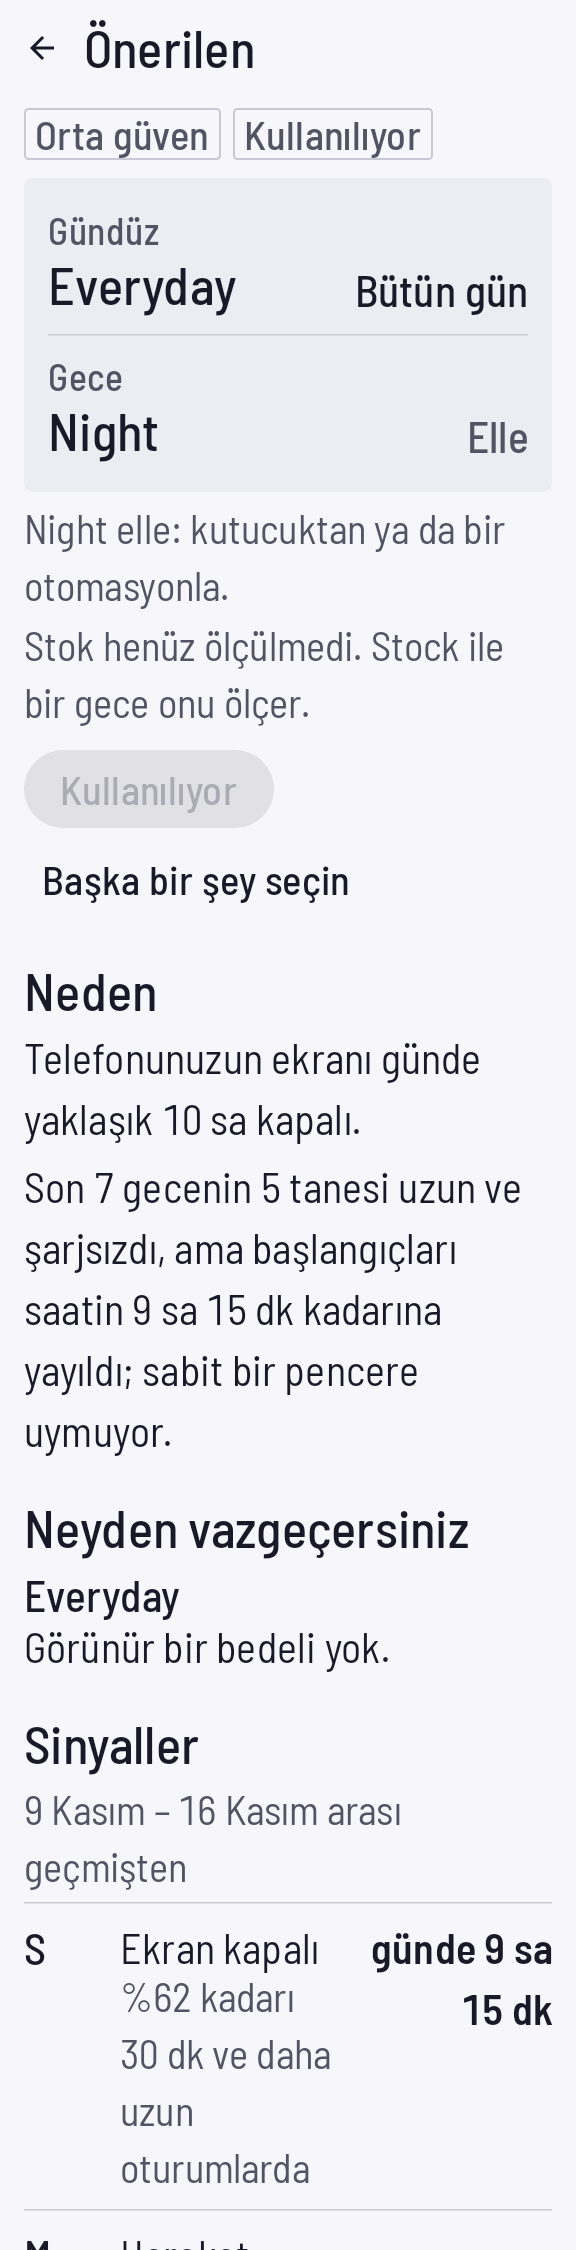 Önerilen
Orta güven Kullanılıyor
Gündüz
Everyday Bütün gün
Gece
Night Elle
Night elle: kutucuktan ya da bir
otomasyonla.
Stok henüz ölçülmedi. Stock ile
bir gece onu ölçer.
Kullanılıyor
Başka bir şey seçin
Neden
Telefonunuzun ekranı günde
yaklaşık 10 sa kapalı.
Son 7 gecenin 5 tanesi uzun ve
şarjsızdı, ama başlangıçları
saatin 9 sa 15 dk kadarına
yayıldı; sabit bir pencere
uymuyor.
Neyden vazgeçersiniz
Everyday
Görünür bir bedeli yok.
Sinyaller
9 Kasım – 16 Kasım arası
geçmişten
S Ekran kapalı günde 9 sa
%62 kadarı 15 dk
30 dk ve daha
uzun
oturumlarda